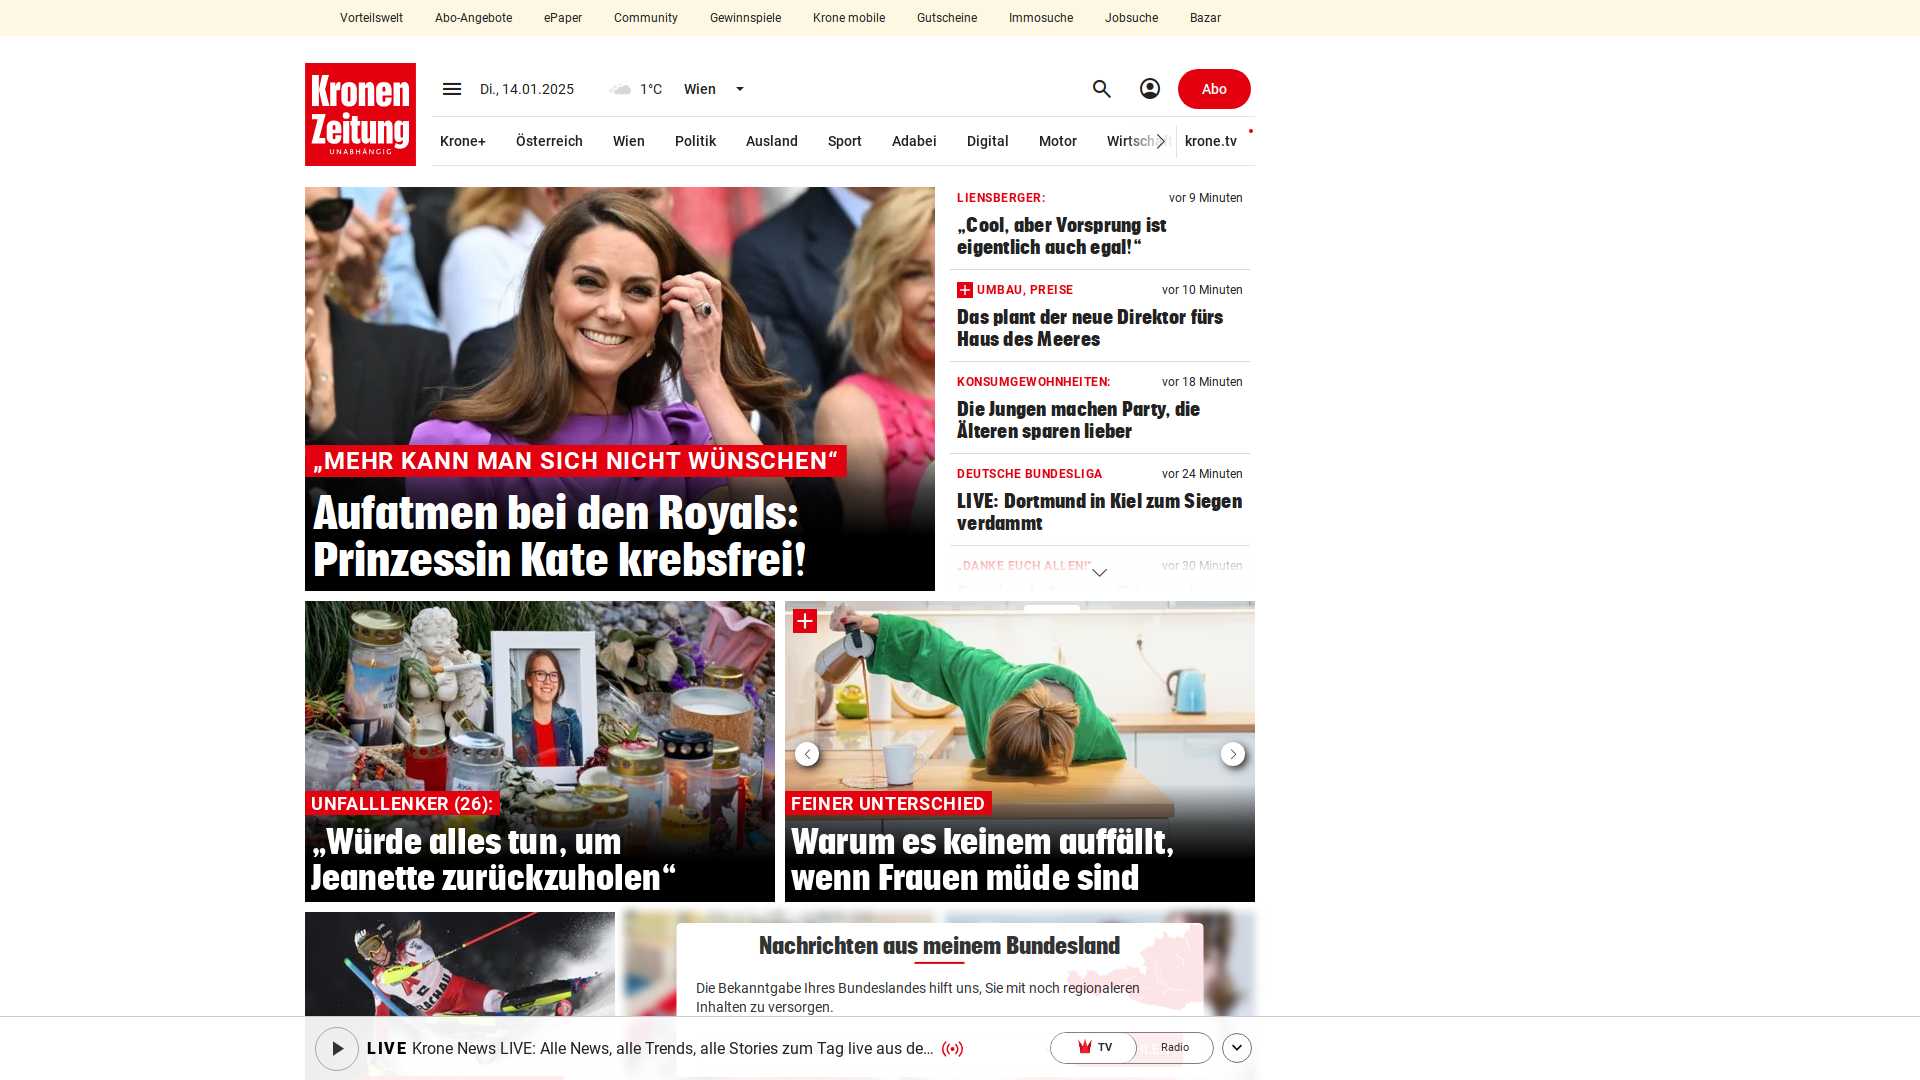 Vorteilswelt Abo-Angebote ePaper Community Gewinnspiele Krone mobile Gutscheine Immosuche Jobsuche Bazar
Kronen
Zeitung
UNABHÄNGIG
Di., 14.01.2025 1°C Wien
Abo
Krone+ Österreich Wien Politik Ausland Sport Adabei Digital Motor krone.tv
„MEHR KANN MAN SICH NICHT WÜNSCHEN“
Aufatmen bei den Royals:
Prinzessin Kate krebsfrei!
LIENSBERGER: vor 9 Minuten
„Cool, aber Vorsprung ist
eigentlich auch egal!“
UMBAU, PREISE vor 10 Minuten
Das plant der neue Direktor fürs
Haus des Meeres
KONSUMGEWOHNHEITEN: vor 18 Minuten
Die Jungen machen Party, die
Älteren sparen lieber
DEUTSCHE BUNDESLIGA vor 24 Minuten
LIVE: Dortmund in Kiel zum Siegen
verdammt
„DANKE EUCH ALLEN!“ vor 30 Minuten
UNFALLLENKER (26):
„Würde alles tun, um
Jeanette zurückzuholen“
FEINER UNTERSCHIED
Warum es keinem auffällt,
wenn Frauen müde sind
Nachrichten aus meinem Bundesland
Die Bekanntgabe Ihres Bundeslandes hilft uns, Sie mit noch regionaleren
Inhalten zu versorgen.
LIVE Krone News LIVE: Alle News, alle Trends, alle Stories zum Tag live aus de...
TV Radio